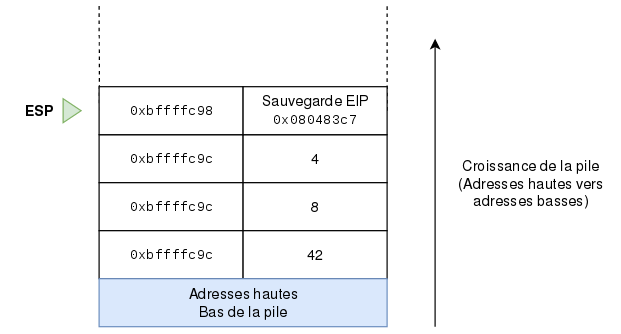 ESP
0xbffffc98
Sauvegarde EIP
0x080483c7
0xbffffc9c
4
0xbffffc9c
8
0xbffffc9c
42
Adresses hautes
Bas de la pile
Croissance de la pile
(Adresses hautes vers
adresses basses)